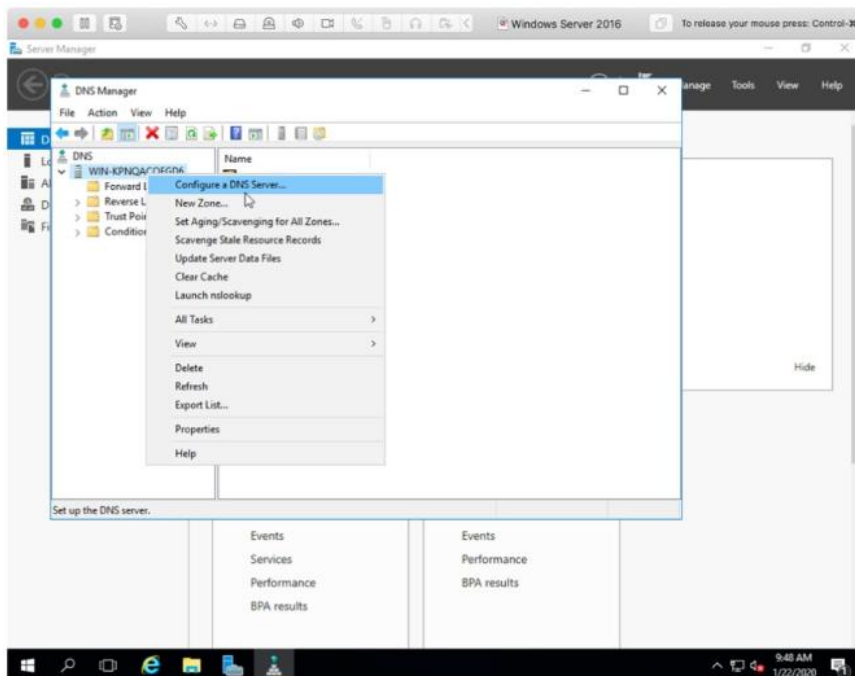 Windows Server 2016
To release your mouse press: Control-⌘
Server Manager
DNS Manager
Manage Tools View Help
File Action View Help
DNS
WIN-KPNQACOFGD6
Name
Forward L
Reverse L
Trust Poi
Conditio
Configure a DNS Server...
New Zone...
Set Aging/Scavenging for All Zones...
Scavenge Stale Resource Records
Update Server Data Files
Clear Cache
Launch nslookup
All Tasks
View
Delete
Refresh
Export List...
Properties
Help
Hide
Set up the DNS server.
Events
Services
Performance
BPA results
Events
Performance
BPA results
9:48 AM
1/22/2020